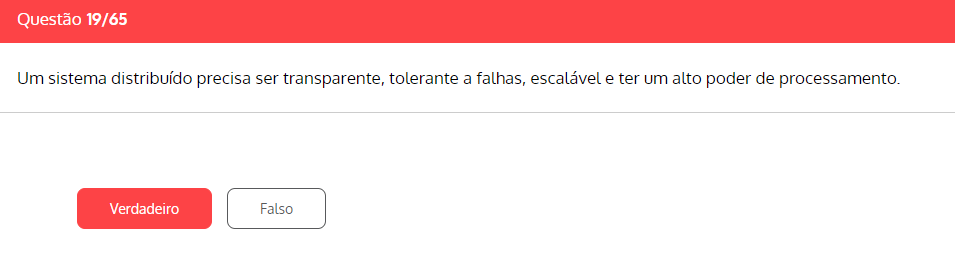 Questão 19/65
Um sistema distribuído precisa ser transparente, tolerante a falhas, escalável e ter um alto poder de processamento.
Verdadeiro
Falso